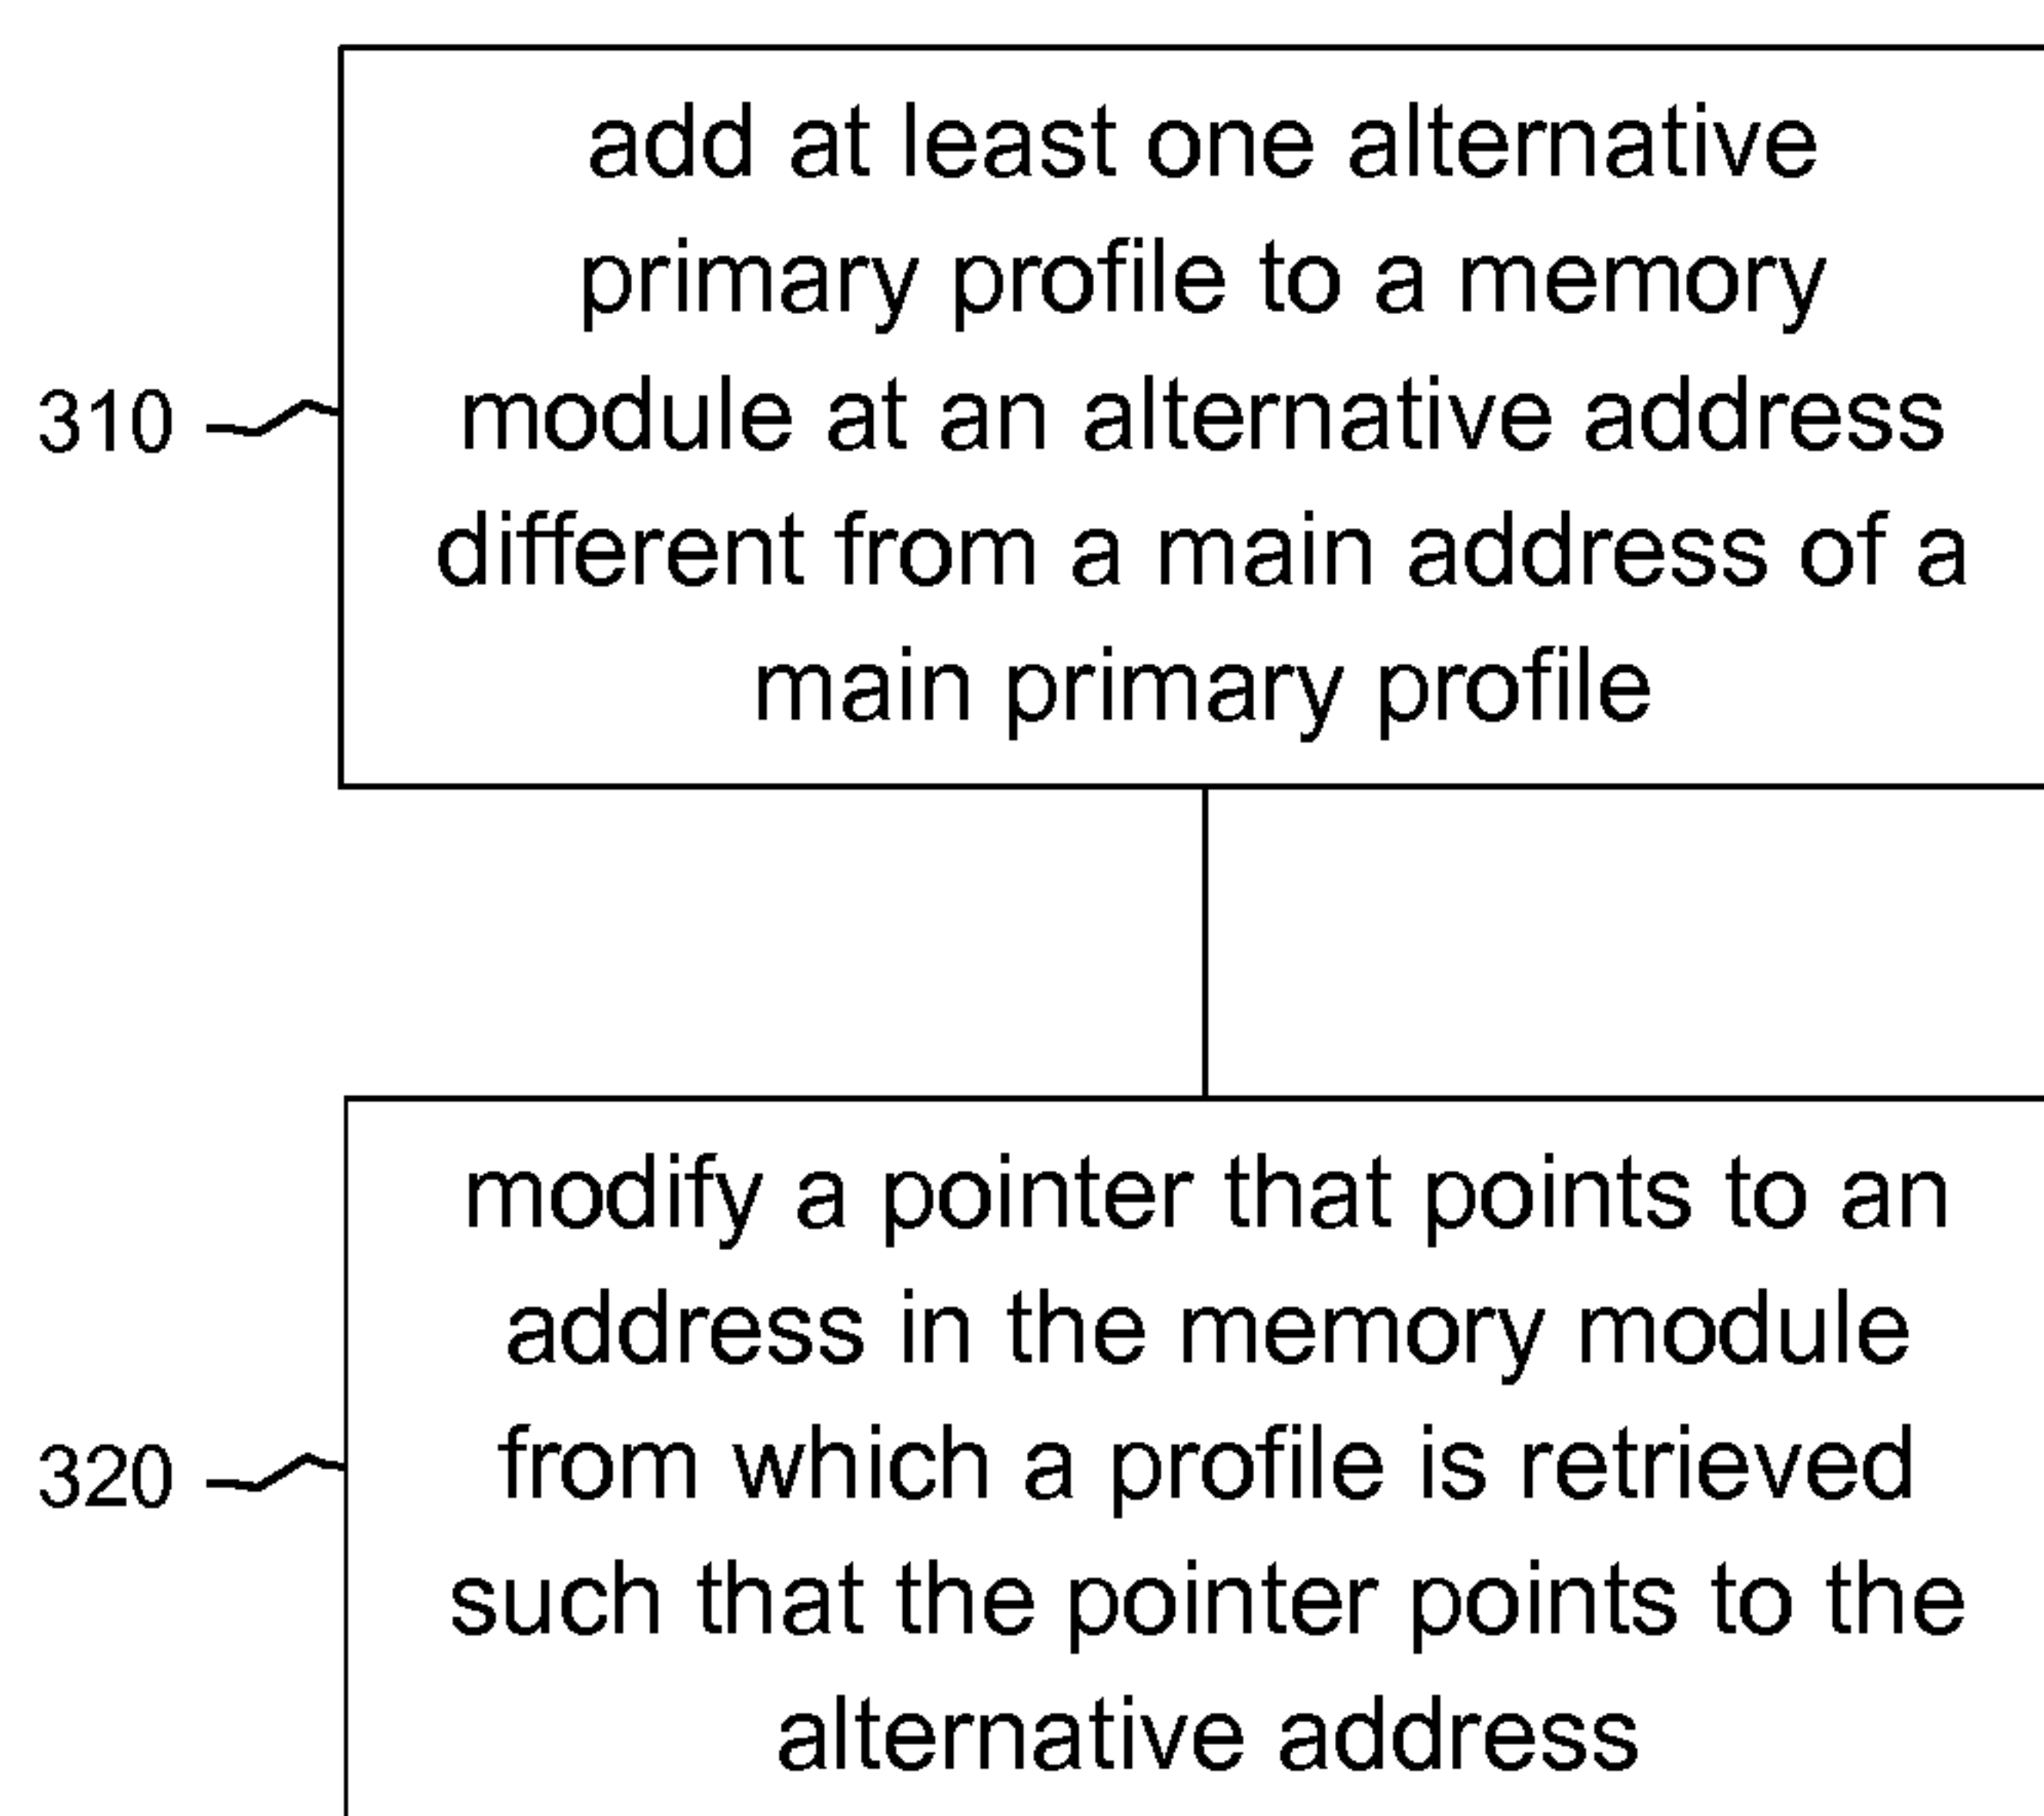 add at least one alternative
primary profile to a memory
module at an alternative address
different from a main address of a
main primary profile
310
modify a pointer that points to an
address in the memory module
from which a profile is retrieved
such that the pointer points to the
alternative address
320